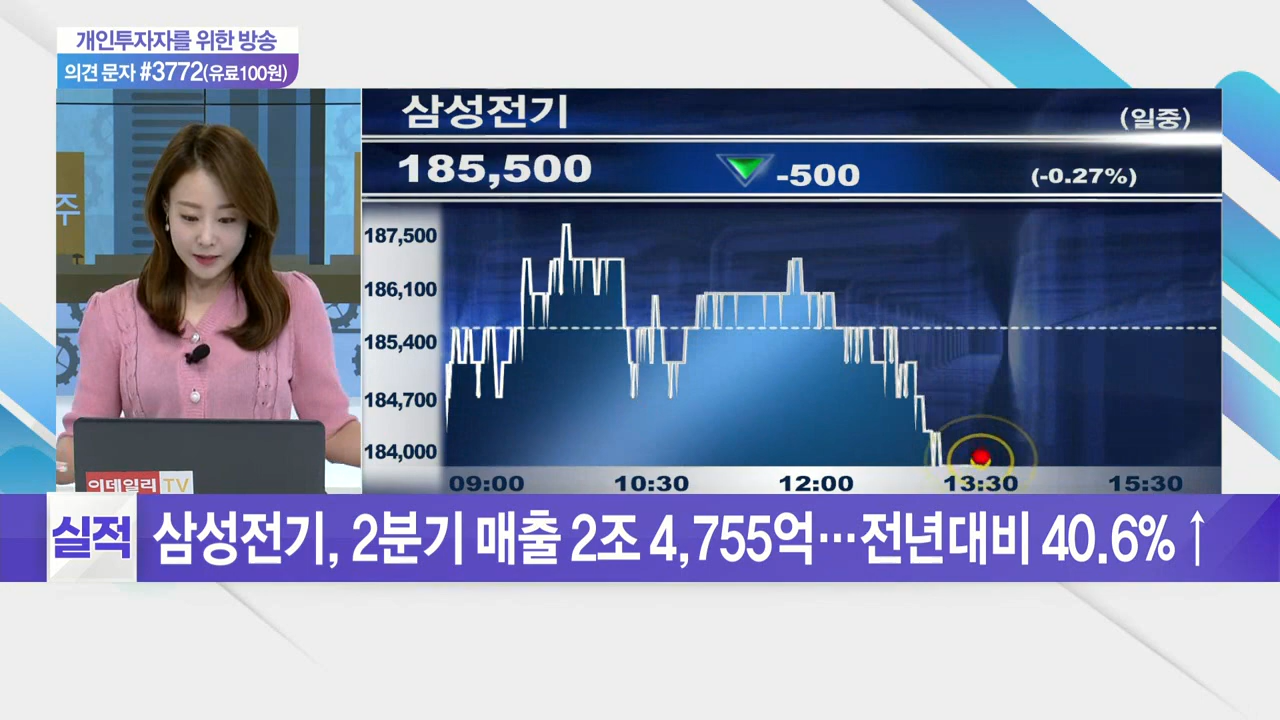 개인투자자를 위한 방송
의견 문자 #3772(유료100원)
주
삼성전기
(일중)
185,500 ▼ -500 (-0.27%)
187,500
186,100
185,400
184,700
184,000
09:00 10:30 12:00 13:30 15:30
이데일리 TV
실적 삼성전기, 2분기 매출 2조 4,755억…전년대비 40.6%↑